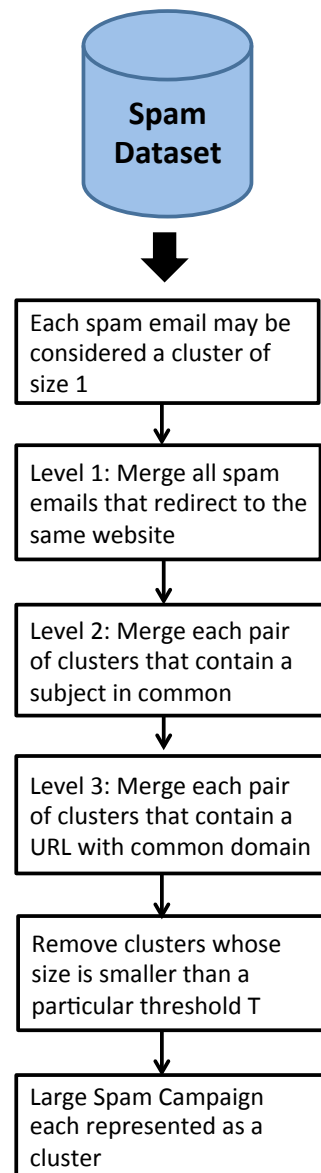 Spam
Dataset
Each spam email may be
considered a cluster of
size 1
Level 1: Merge all spam
emails that redirect to the
same website
Level 2: Merge each pair
of clusters that contain a
subject in common
Level 3: Merge each pair
of clusters that contain a
URL with common domain
Remove clusters whose
size is smaller than a
particular threshold T
Large Spam Campaign
each represented as a
cluster